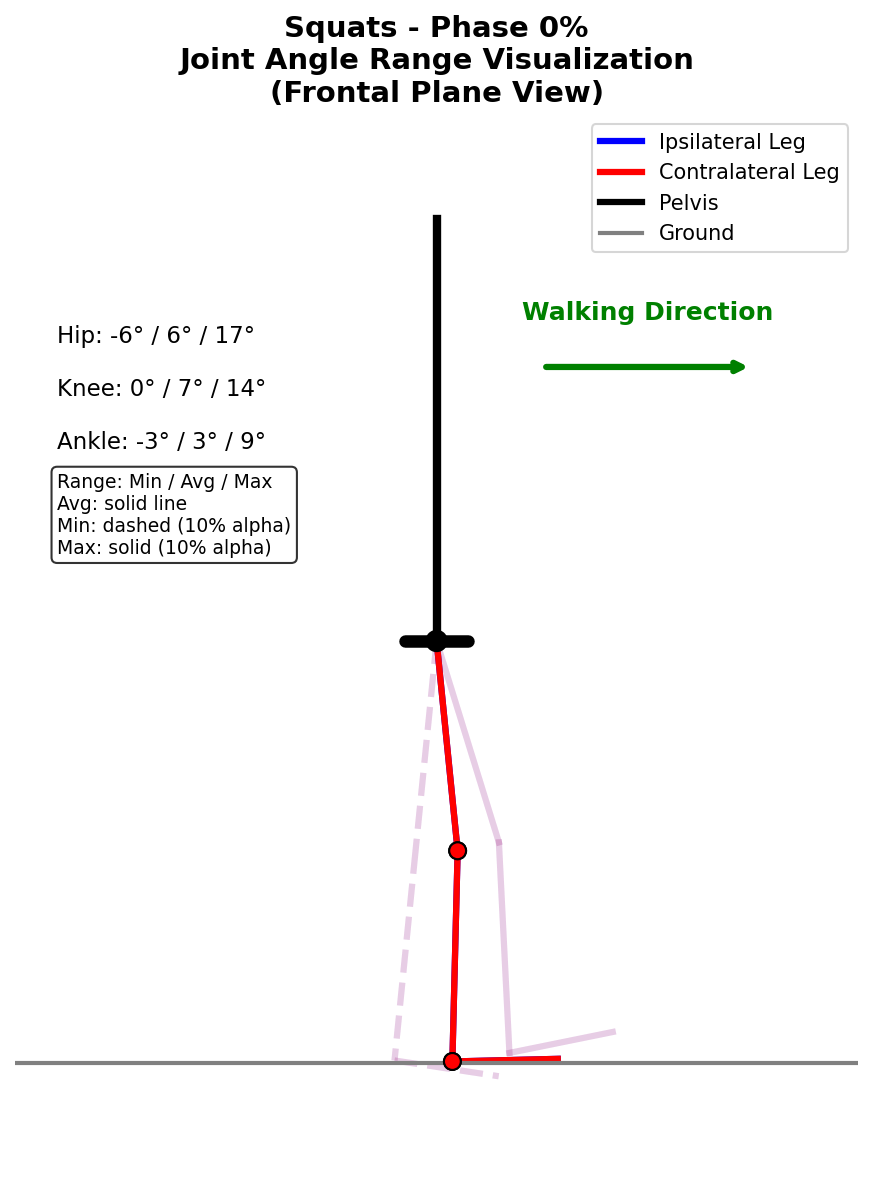 Squats - Phase 0%
Joint Angle Range Visualization
(Frontal Plane View)
Ipsilateral Leg
Contralateral Leg
Pelvis
Ground
Walking Direction
Hip: -6° / 6° / 17°
Knee: 0° / 7° / 14°
Ankle: -3° / 3° / 9°
Range: Min / Avg / Max
Avg: solid line
Min: dashed (10% alpha)
Max: solid (10% alpha)